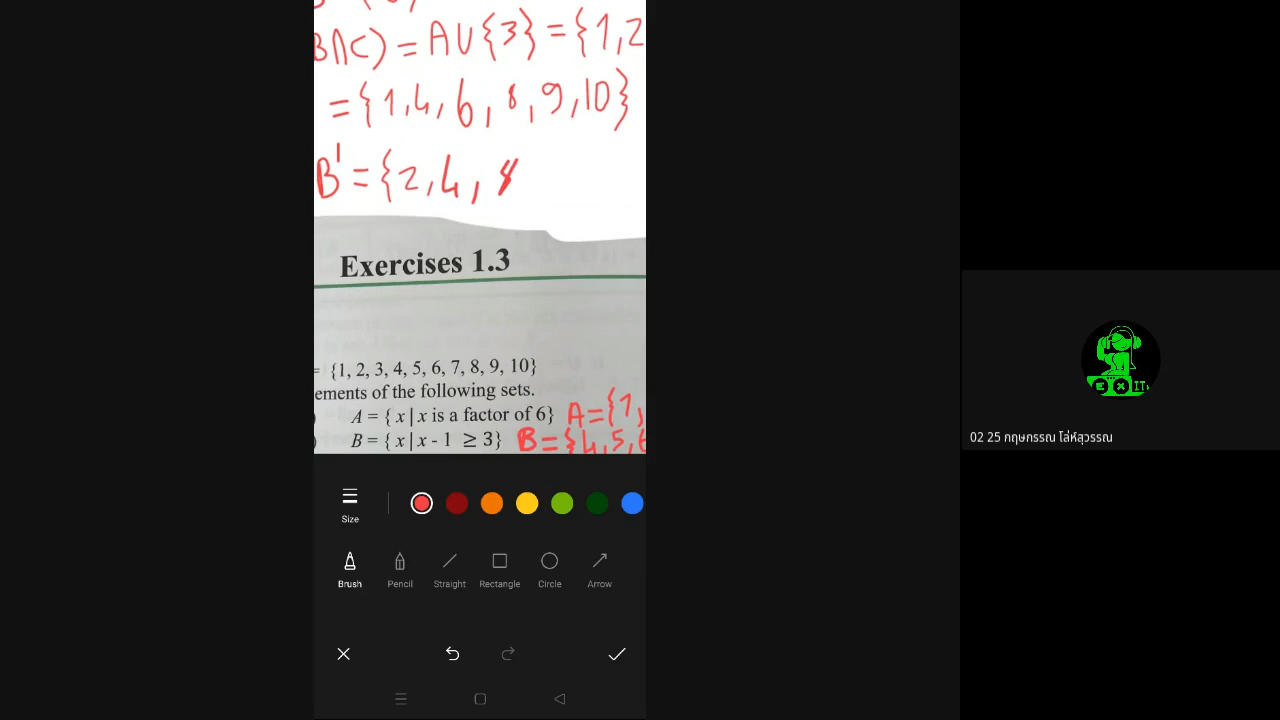 B∩C) = A∪{3} = {1,2
= {1,4,6,8,9,10}
B' = {2,4,8
Exercises 1.3
= {1, 2, 3, 4, 5, 6, 7, 8, 9, 10}
ements of the following sets.
A = { x | x is a factor of 6} A={1,
B = { x | x - 1 ≥ 3} B={4,5,6
Size
Brush Pencil Straight Rectangle Circle Arrow
E X IT
02 25 กฤษกรรณ โล่ห์สุวรรณ